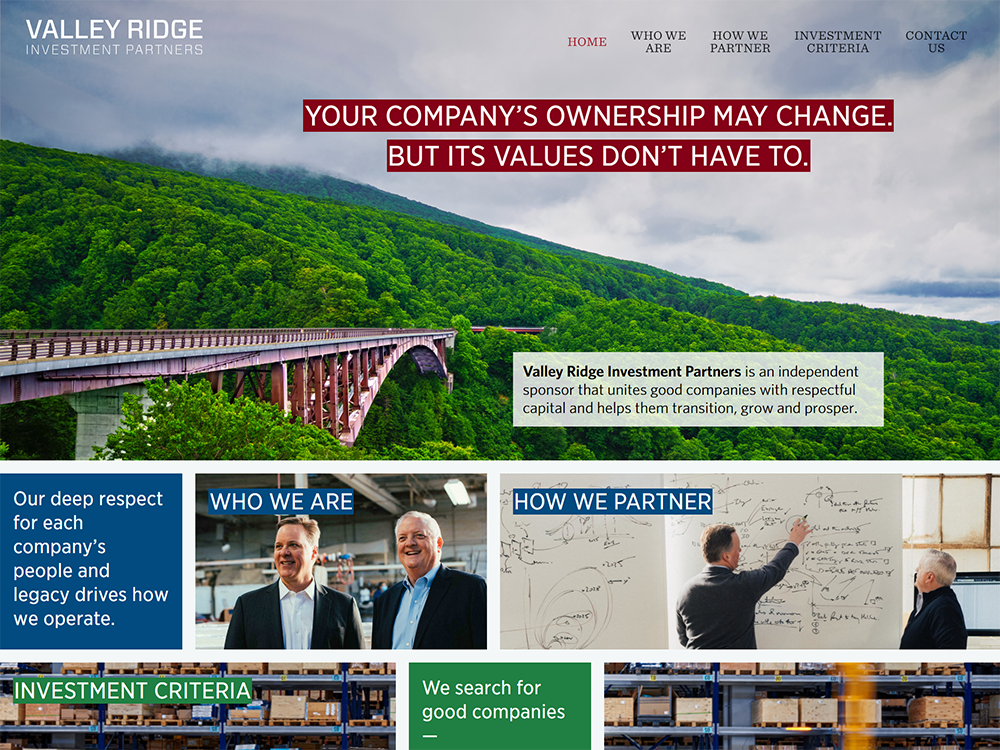 VALLEY RIDGE
INVESTMENT PARTNERS
HOME
WHO WE
ARE
HOW WE
PARTNER
INVESTMENT
CRITERIA
CONTACT
US
YOUR COMPANY’S OWNERSHIP MAY CHANGE.
BUT ITS VALUES DON’T HAVE TO.
Valley Ridge Investment Partners is an independent
sponsor that unites good companies with respectful
capital and helps them transition, grow and prosper.
Our deep respect
for each
company’s
people and
legacy drives how
we operate.
WHO WE ARE
HOW WE PARTNER
INVESTMENT CRITERIA
We search for
good companies
—